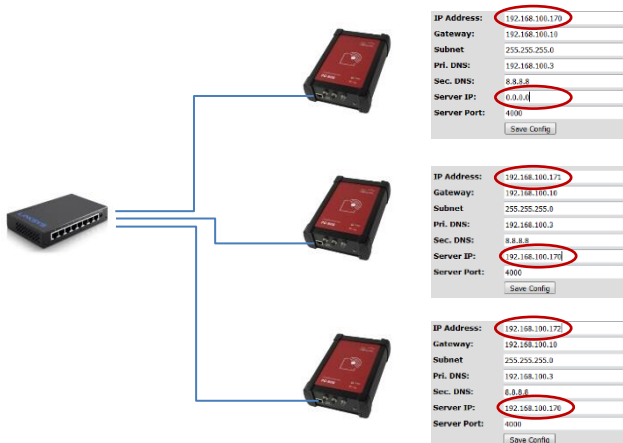 IP Address: 192.168.100.170
Gateway: 192.168.100.10
Subnet 255.255.255.0
Pri. DNS: 192.168.100.3
Sec. DNS: 8.8.8.8
Server IP: 0.0.0.0
Server Port: 4000
Save Config
IP Address: 192.168.100.171
Gateway: 192.168.100.10
Subnet 255.255.255.0
Pri. DNS: 192.168.100.3
Sec. DNS: 8.8.8.8
Server IP: 192.168.100.170
Server Port: 4000
Save Config
LINKSYS
IP Address: 192.168.100.172
Gateway: 192.168.100.10
Subnet 255.255.255.0
Pri. DNS: 192.168.100.3
Sec. DNS: 8.8.8.8
Server IP: 192.168.100.170
Server Port: 4000
Save Config